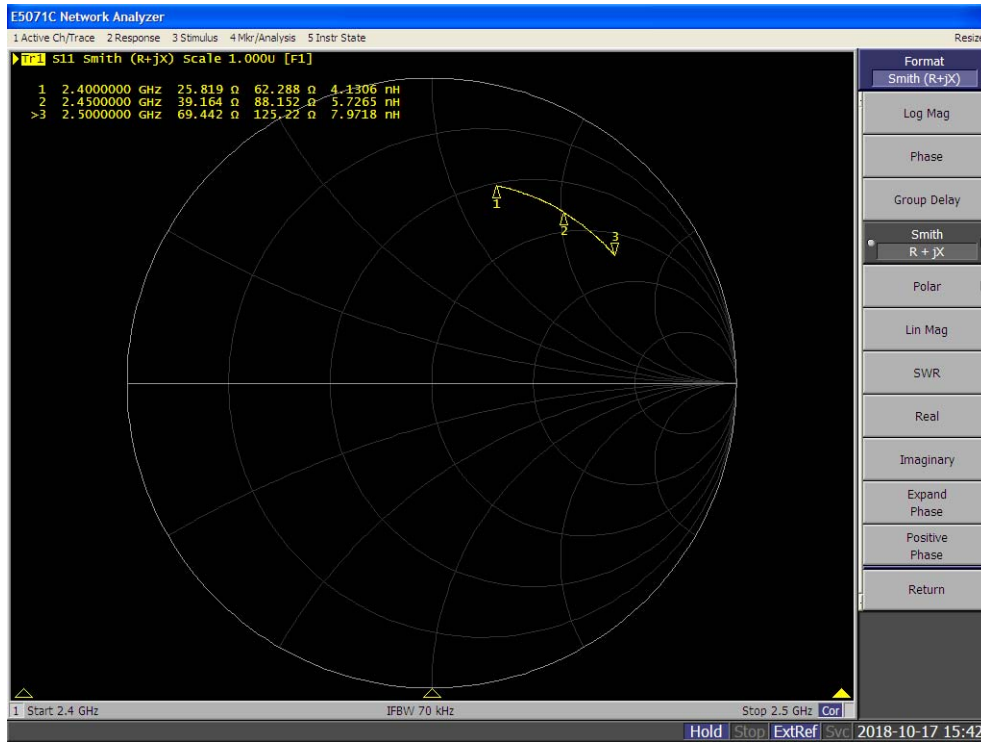 E5071C Network Analyzer
1 Active Ch/Trace 2 Response 3 Stimulus 4 Mkr/Analysis 5 Instr State
Resize
Tr1 S11 Smith (R+jX) Scale 1.000U [F1]
1 2.4000000 GHz 25.819 Ω 62.288 Ω 4.1306 nH
2 2.4500000 GHz 39.164 Ω 88.152 Ω 5.7265 nH
>3 2.5000000 GHz 69.442 Ω 125.22 Ω 7.9718 nH
1
2
3
Format
Smith (R+jX)
Log Mag
Phase
Group Delay
Smith
R + jX
Polar
Lin Mag
SWR
Real
Imaginary
Expand
Phase
Positive
Phase
Return
1 Start 2.4 GHz IFBW 70 kHz Stop 2.5 GHz Cor
Hold Stop ExtRef Svc 2018-10-17 15:42